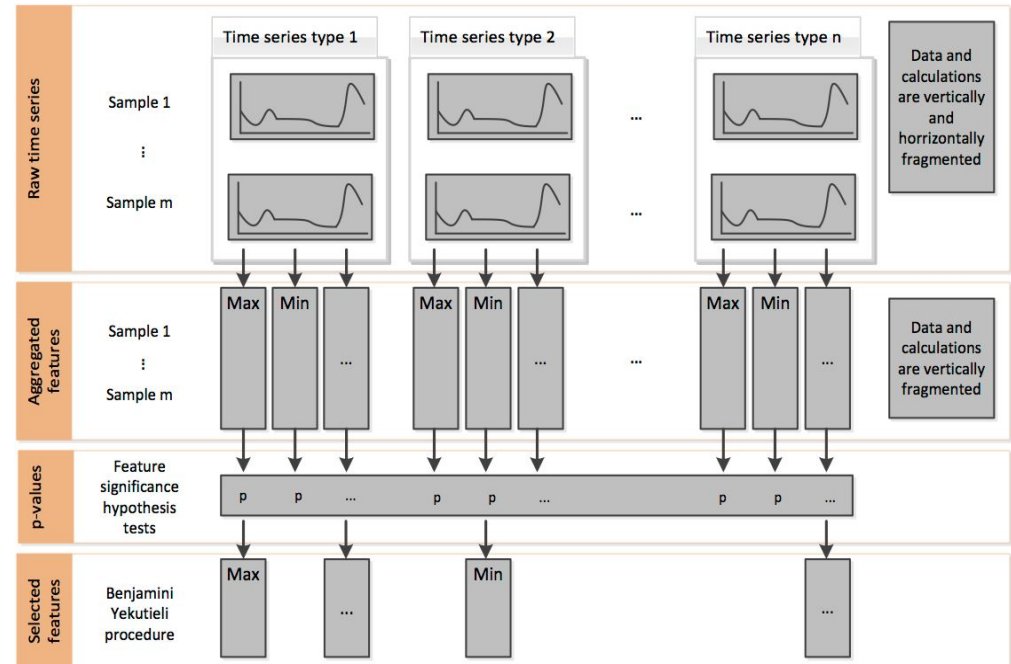 Raw time series
Time series type 1
Time series type 2
Time series type n
Sample 1
...
Sample m
...
...
Data and
calculations
are vertically
and
horrizontally
fragmented
Aggregated
features
Sample 1
...
Sample m
Max
Min
...
Max
Min
...
...
Max
Min
...
Data and
calculations
are vertically
fragmented
p-values
Feature
significance
hypothesis
tests
p
p
...
p
p
...
p
p
...
Selected
features
Benjamini
Yekutieli
procedure
Max
...
Min
...